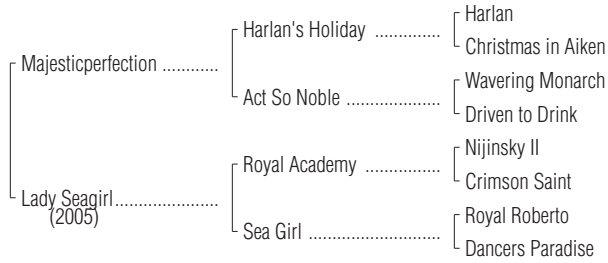 Harlan
Harlan's Holiday ..............
Christmas in Aiken
Majesticperfection ............
Wavering Monarch
Act So Noble ....................
Driven to Drink
Nijinsky II
Royal Academy ................
Crimson Saint
Lady Seagirl ......................
(2005)
Royal Roberto
Sea Girl ............................
Dancers Paradise